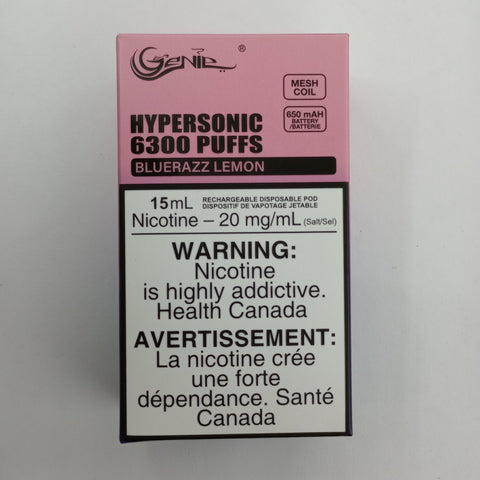 Genie ®
MESH
COIL
650 mAH
BATTERY
/BATTERIE
HYPERSONIC
6300 PUFFS
BLUERAZZ LEMON
15mL RECHARGEABLE DISPOSABLE POD
DISPOSITIF DE VAPOTAGE JETABLE
Nicotine – 20 mg/mL (Salt/Sel)
WARNING:
Nicotine
is highly addictive.
Health Canada
AVERTISSEMENT:
La nicotine crée
une forte
dépendance. Santé
Canada